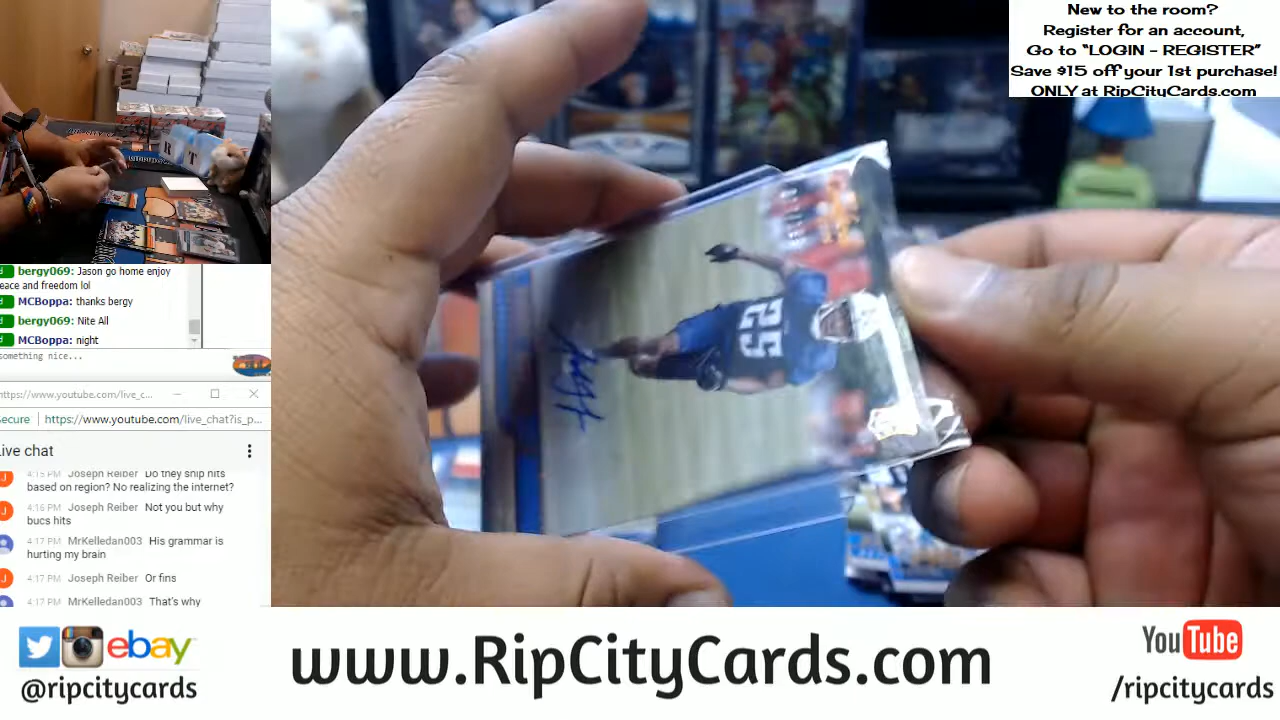 New to the room?
Register for an account,
Go to “LOGIN - REGISTER”
Save $15 off your 1st purchase!
ONLY at RipCityCards.com
R T
25
bergy069: Jason go home enjoy
eace and freedom lol
MCBoppa: thanks bergy
bergy069: Nite All
MCBoppa: night
something nice...
https://www.youtube.com/live_c...
ecure https://www.youtube.com/live_chat?is_p...
ive chat
4:15 PM Joseph Reiber Do they snip hits
based on region? No realizing the internet?
J 4:16 PM Joseph Reiber Not you but why
bucs hits
4:17 PM MrKelledan003 His grammar is
hurting my brain
J 4:17 PM Joseph Reiber Or fins
4:17 PM MrKelledan003 That's why
ebay
@ripcitycards
www.RipCityCards.com
YouTube
/ripcitycards